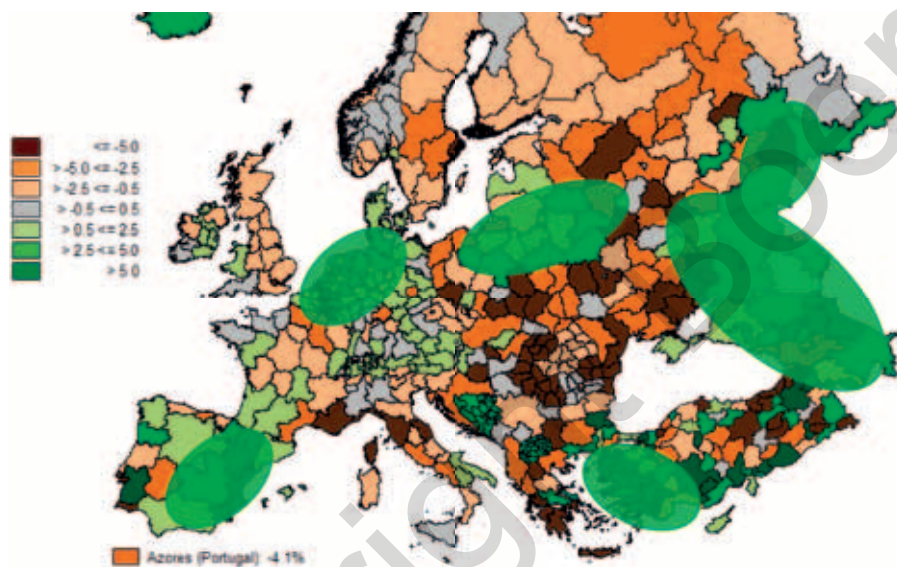 <= -5.0
> -5.0 <= -2.5
> -2.5 <= -0.5
> -0.5 <= 0.5
> 0.5 <= 2.5
> 2.5 <= 5.0
> 5.0
Azores (Portugal) -4.1%